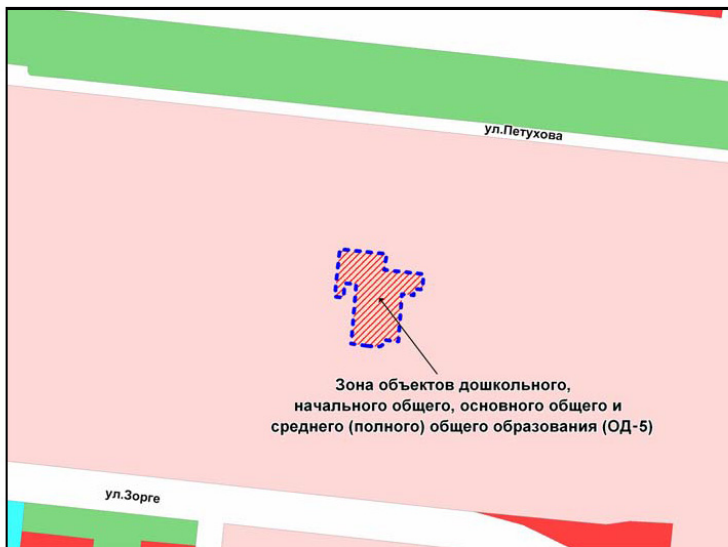 ул.Петухова
Зона объектов дошкольного,
начального общего, основного общего и
среднего (полного) общего образования (ОД-5)
ул.Зорге